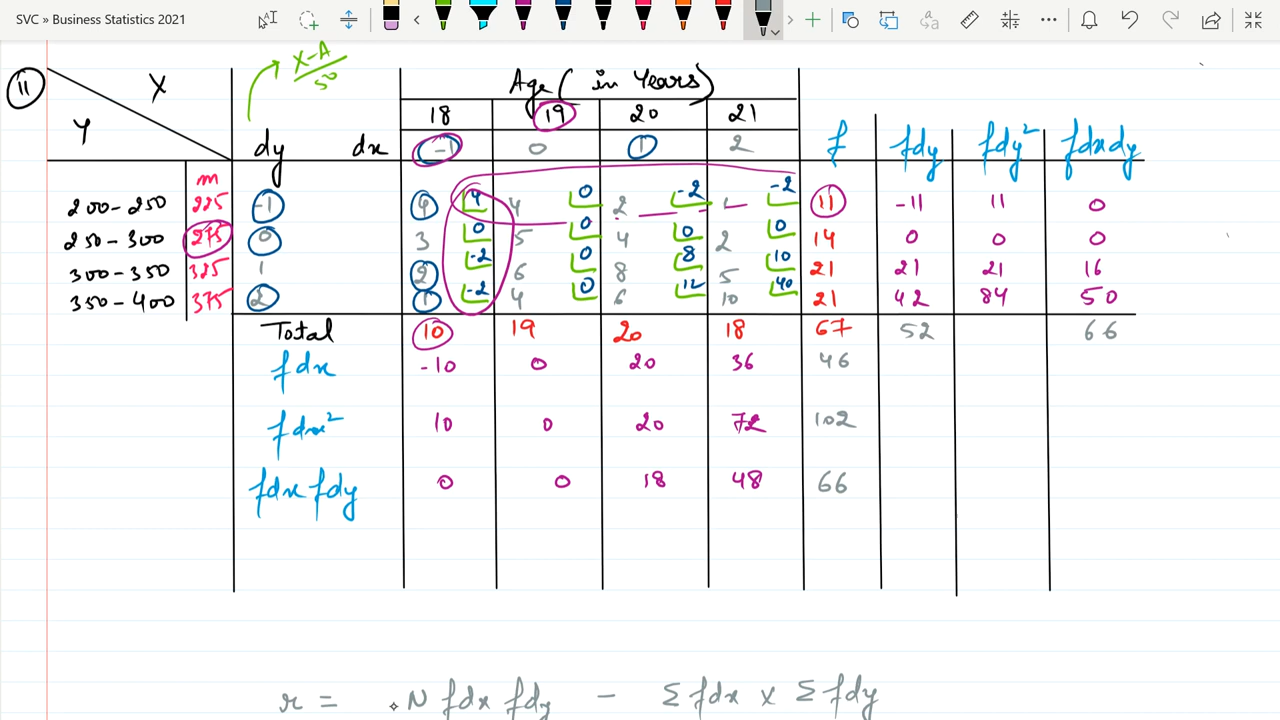 SVC » Business Statistics 2021
X-A
50
11 X Age ( in Years)
Y 18 19 20 21
dy dx -1 0 1 2 f fdy fdy² fdxdy
m
200-250 225 -1 4 4 4 0 2 -2 1 -2 11 -11 11 0
250-300 275 0 3 0 5 0 4 0 2 0 14 0 0 0
300-350 325 1 2 -2 6 0 8 8 5 10 21 21 21 16
350-400 375 2 1 -2 4 0 6 12 10 40 21 42 84 50
Total 10 19 20 18 67 52 66
fdx -10 0 20 36 46
fdx² 10 0 20 72 102
fdx fdy 0 0 18 48 66
r = N fdx fdy - Σ fdx x Σ fdy